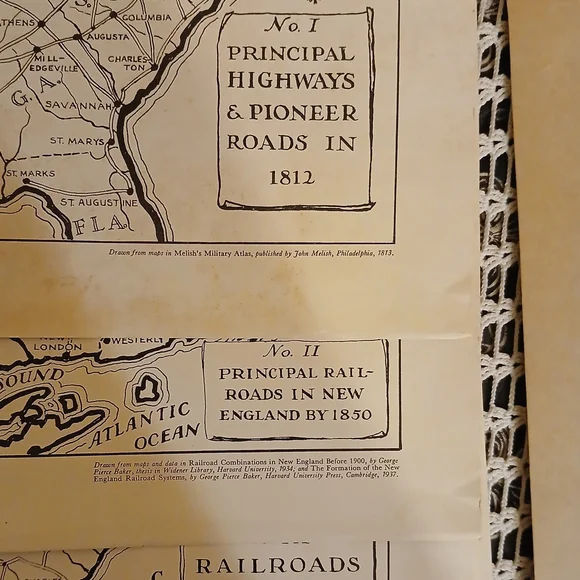 No. I
PRINCIPAL
HIGHWAYS
& PIONEER
ROADS IN
1812
COLUMBIA
AUGUSTA
MILL-
EDGEVILLE
CHARLES-
TON
GA.
SAVANNAH
ST. MARYS
ST. MARKS
ST. AUGUSTINE
FLA
Drawn from maps in Melish's Military Atlas, published by John Melish, Philadelphia, 1813.
No. II
PRINCIPAL RAIL-
ROADS IN NEW
ENGLAND BY 1850
LONDON
WESTERLY
SOUND
ATLANTIC
OCEAN
Drawn from maps and data in Railroad Combinations in New England Before 1900, by George
Pierce Baker, thesis in Widener Library, Harvard University, 1934; and The Formation of the New
England Railroad Systems, by George Pierce Baker, Harvard University Press, Cambridge, 1937.
RAILROADS